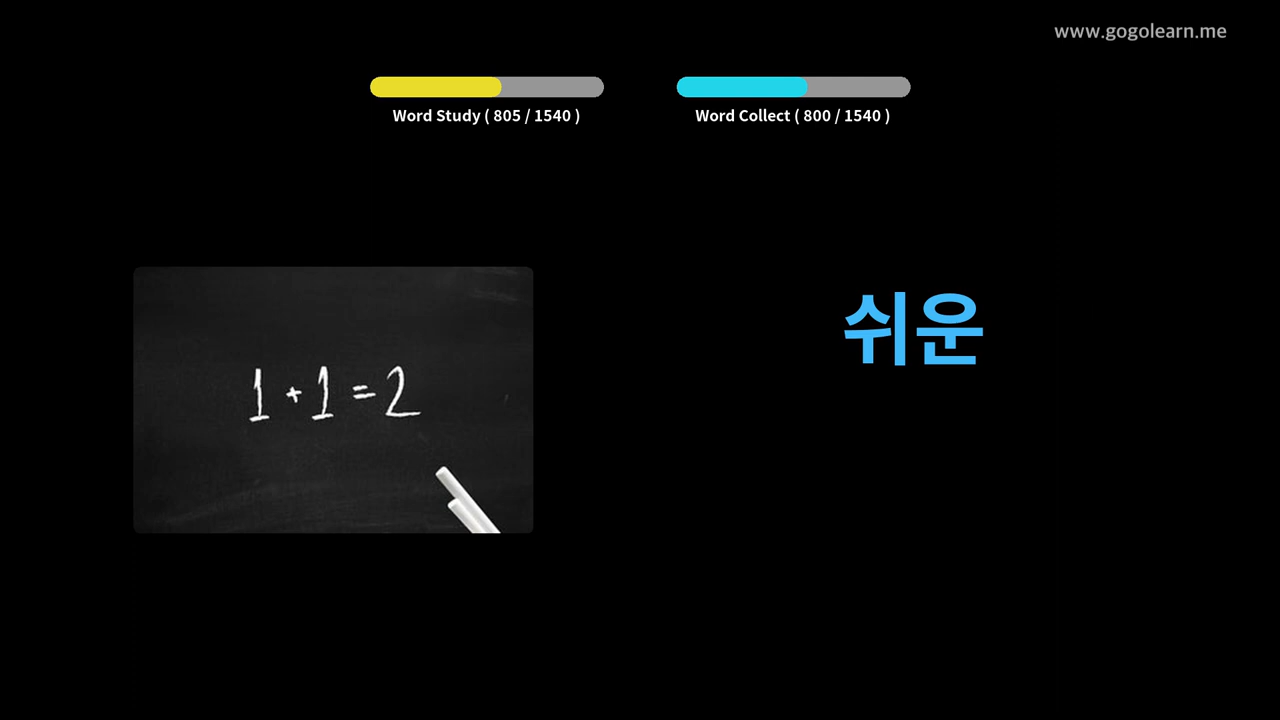 www.gogolearn.me
Word Study ( 805 / 1540 )
Word Collect ( 800 / 1540 )
1 + 1 = 2
쉬운